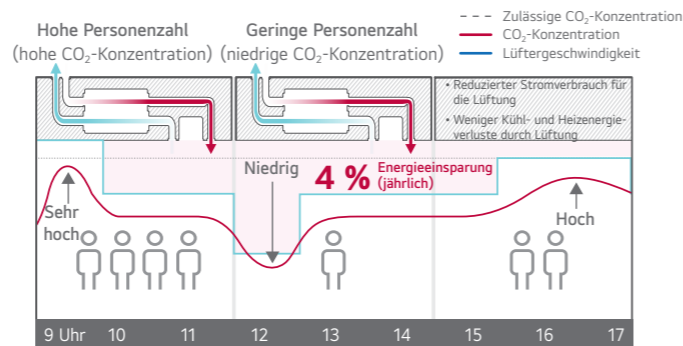 Hohe Personenzahl
(hohe CO₂-Konzentration)
Geringe Personenzahl
(niedrige CO₂-Konzentration)
Zulässige CO₂-Konzentration
CO₂-Konzentration
Lüftergeschwindigkeit
• Reduzierter Stromverbrauch für
die Lüftung
• Weniger Kühl- und Heizenergie-
verluste durch Lüftung
Niedrig
4 % Energieeinsparung
(jährlich)
Sehr
hoch
Hoch
9 Uhr 10 11 12 13 14 15 16 17